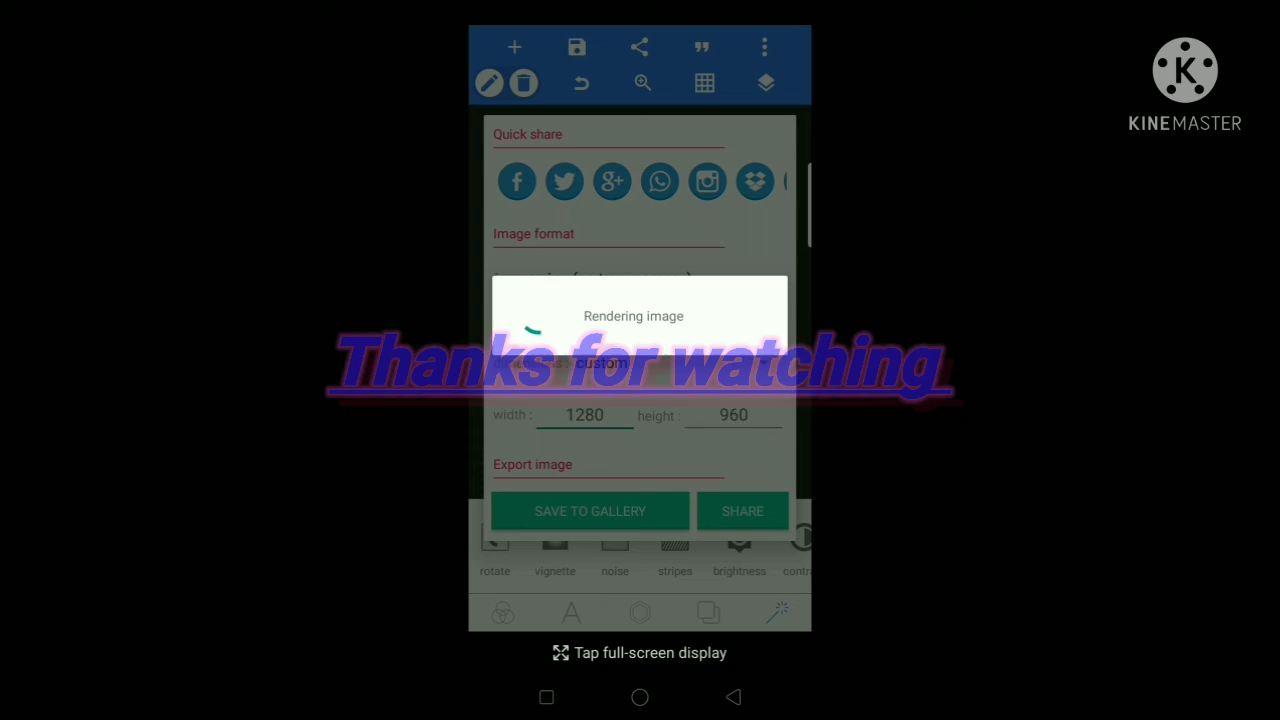 KINEMASTER
Quick share
Image format
Rendering image
Thanks for watching
custom
width : 1280 height : 960
Export image
SAVE TO GALLERY SHARE
rotate vignette noise stripes brightness contr
Tap full-screen display